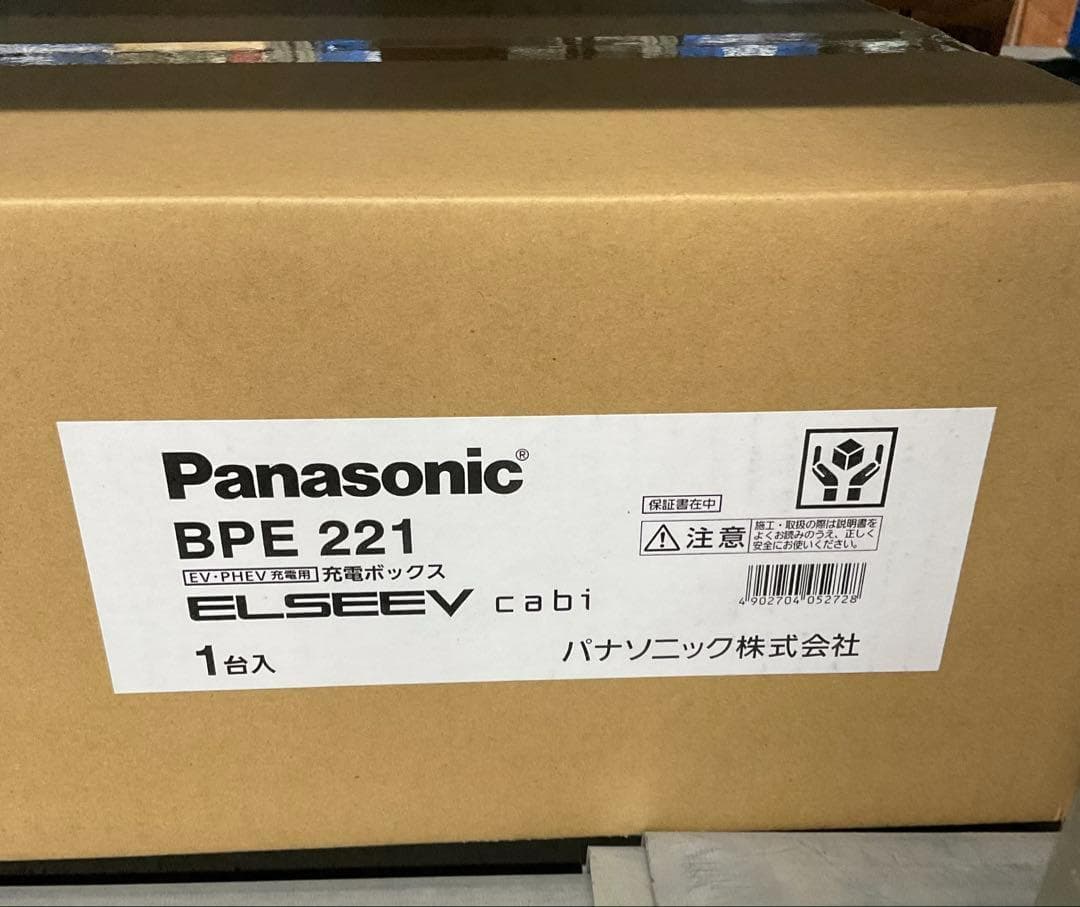 Panasonic®
BPE 221
EV・PHEV 充電用 充電ボックス
ELSEEV cabi
1台入
保証書在中
注意
施工・取扱の際は説明書を
よくお読みのうえ、正しく
安全にお使いください。
4902704052728
パナソニック株式会社